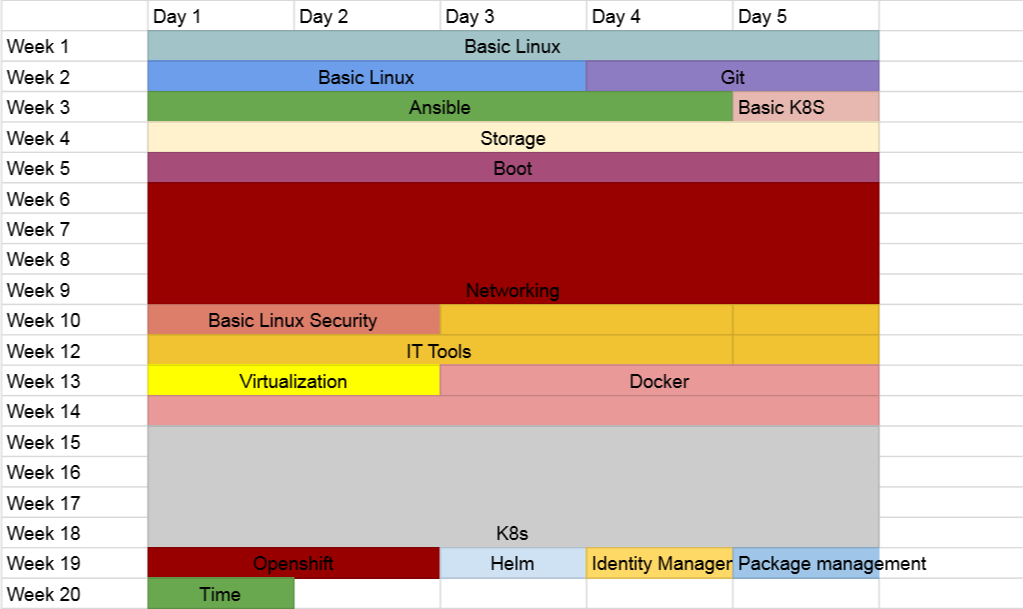 Day 1 Day 2 Day 3 Day 4 Day 5
Week 1 Basic Linux
Week 2 Basic Linux Git
Week 3 Ansible Basic K8S
Week 4 Storage
Week 5 Boot
Week 6
Week 7
Week 8
Week 9 Networking
Week 10 Basic Linux Security
Week 12 IT Tools
Week 13 Virtualization Docker
Week 14
Week 15
Week 16
Week 17
Week 18 K8s
Week 19 Openshift Helm Identity Manager Package management
Week 20 Time